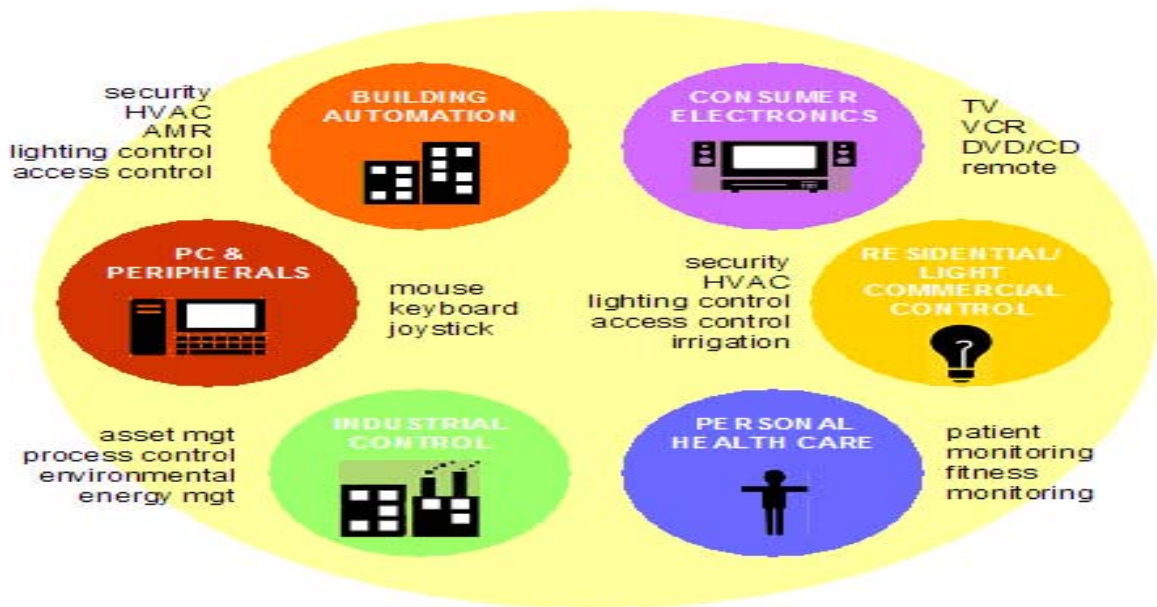 security
HVAC
AMR
lighting control
access control
BUILDING
AUTOMATION
CONSUMER
ELECTRONICS
TV
VCR
DVD/CD
remote
PC &
PERIPHERALS
mouse
keyboard
joystick
security
HVAC
lighting control
access control
irrigation
RESIDENTIAL/
LIGHT
COMMERCIAL
CONTROL
asset mgt
process control
environmental
energy mgt
INDUSTRIAL
CONTROL
PERSONAL
HEALTH CARE
patient
monitoring
fitness
monitoring